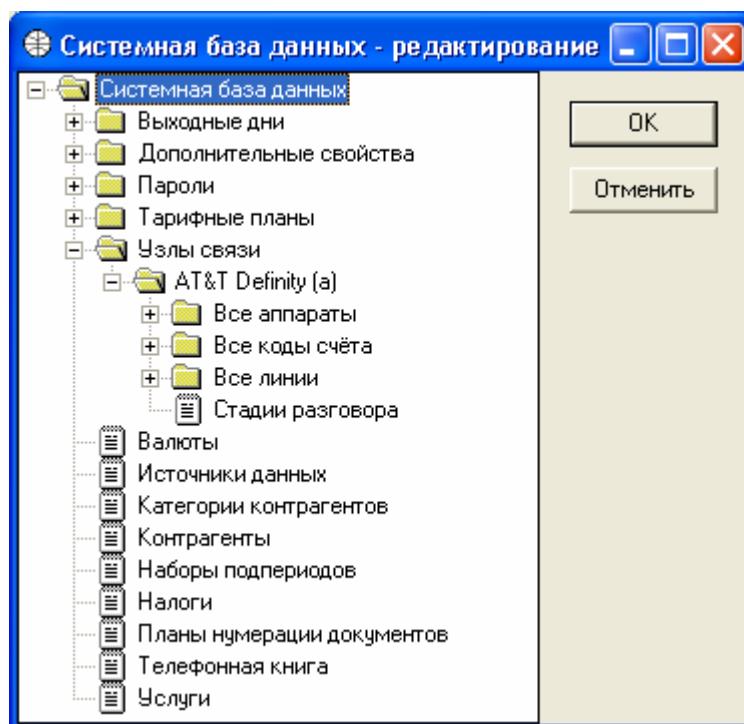 Системная база данных - редактирование
Системная база данных
Выходные дни
Дополнительные свойства
Пароли
Тарифные планы
Узлы связи
AT&T Definity (a)
Все аппараты
Все коды счёта
Все линии
Стадии разговора
Валюты
Источники данных
Категории контрагентов
Контрагенты
Наборы подпериодов
Налоги
Планы нумерации документов
Телефонная книга
Услуги
OK
Отменить